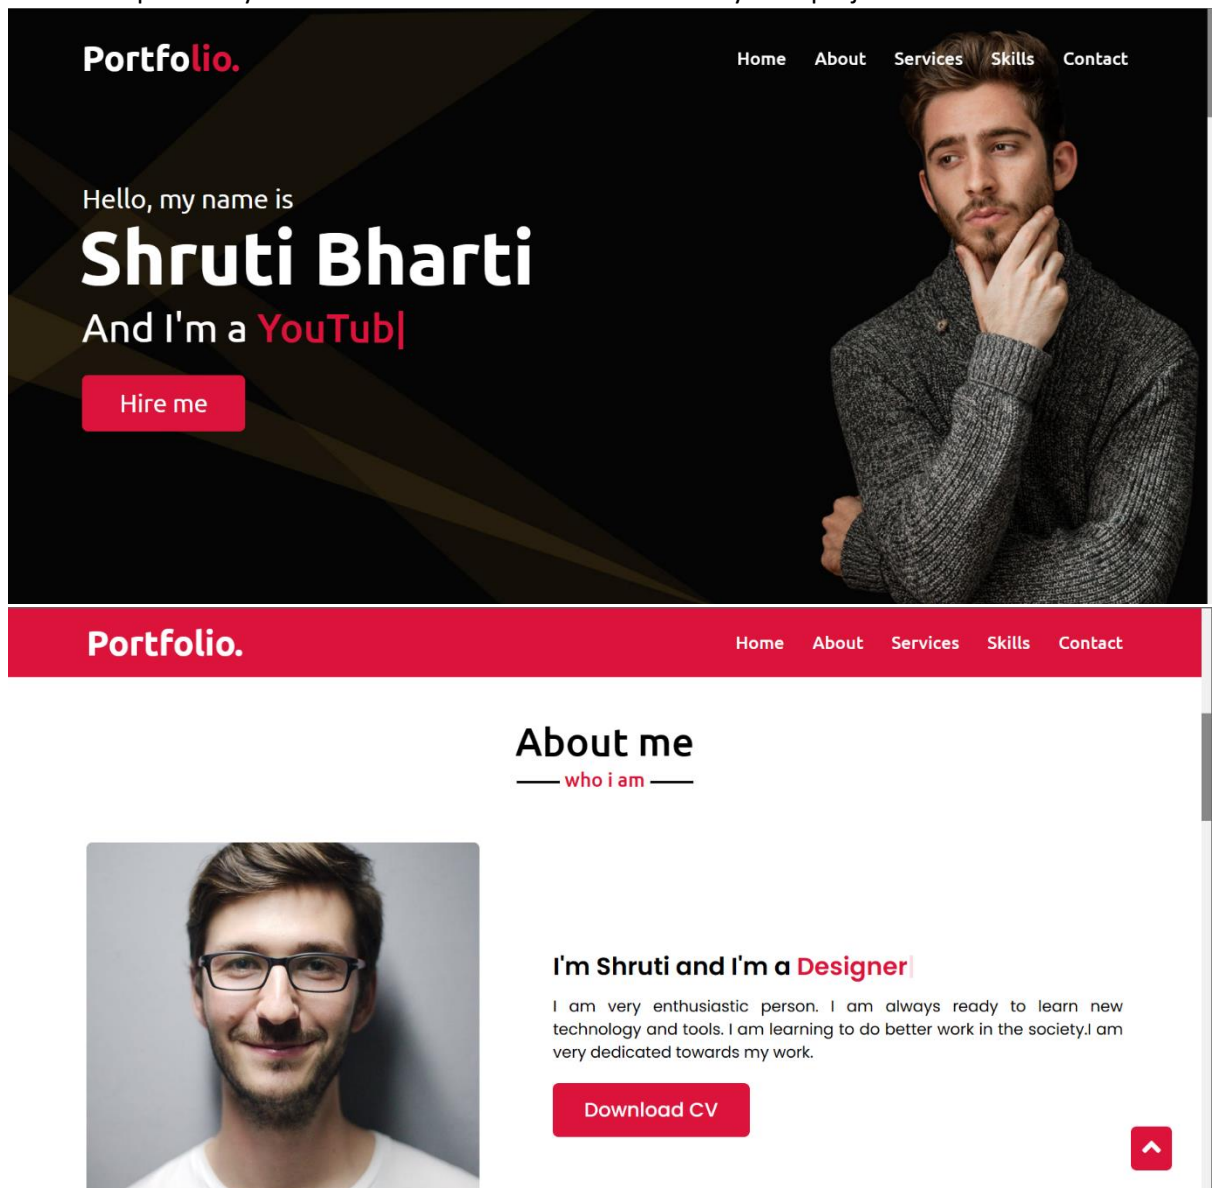 Portfolio.
Home About Services Skills Contact
Hello, my name is
Shruti Bharti
And I'm a YouTub|
Hire me
Portfolio.
Home About Services Skills Contact
About me
who i am
I'm Shruti and I'm a Designer|
I am very enthusiastic person. I am always ready to learn new
technology and tools. I am learning to do better work in the society.I am
very dedicated towards my work.
Download CV